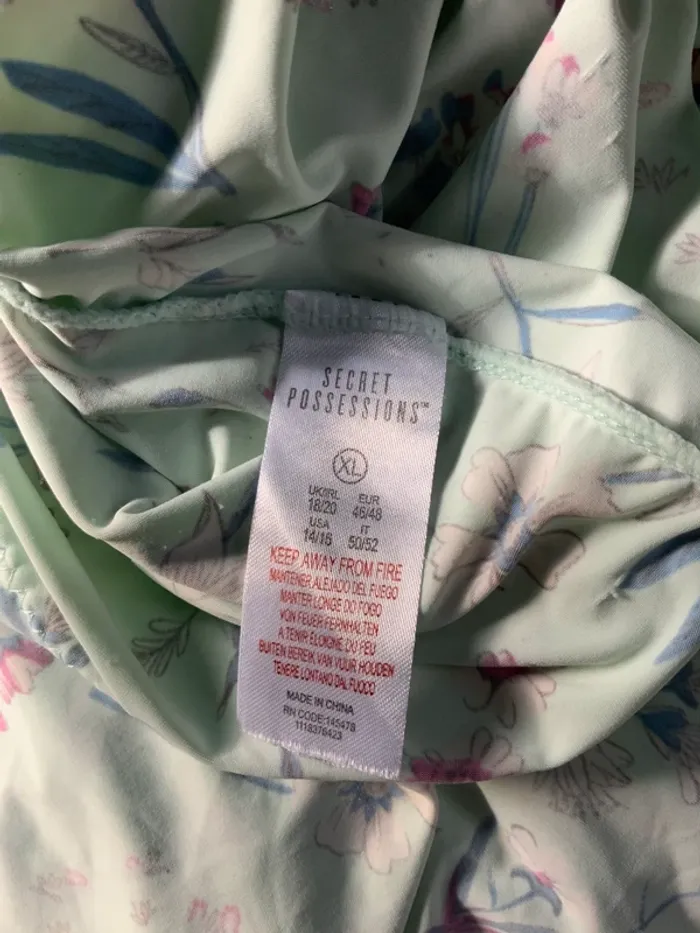 SECRET
POSSESSIONS™
XL
UK/IRL EUR
18/20 46/48
USA IT
14/16 50/52
KEEP AWAY FROM FIRE
MANTENER ALEJADO DEL FUEGO
MANTER LONGE DO FOGO
VON FEUER FERNHALTEN
A TENIR ÉLOIGNE DU FEU
BUITEN BEREIK VAN VUUR HOUDEN
TENERE LONTANO DAL FUOCO
MADE IN CHINA
RN CODE:145478
1118376423